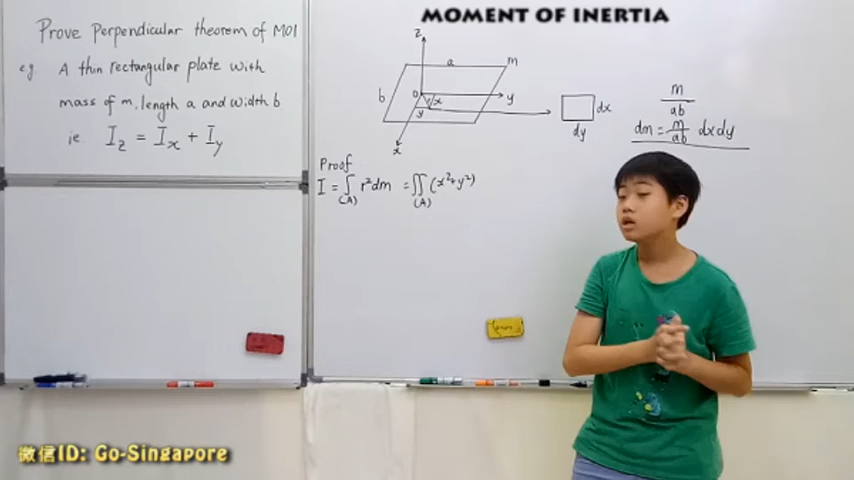 MOMENT OF INERTIA
Prove Perpendicular theorem of MOI
eg. A thin rectangular plate with
mass of m, length a and width b
ie I_z = I_x + I_y
z
a
m
b
O
x
y
y
x
dx
dy
m/ab
dm = m/ab dxdy
Proof
I = ∫(A) r²dm = ∬(A) (x²+y²)
微信ID: Go-Singapore